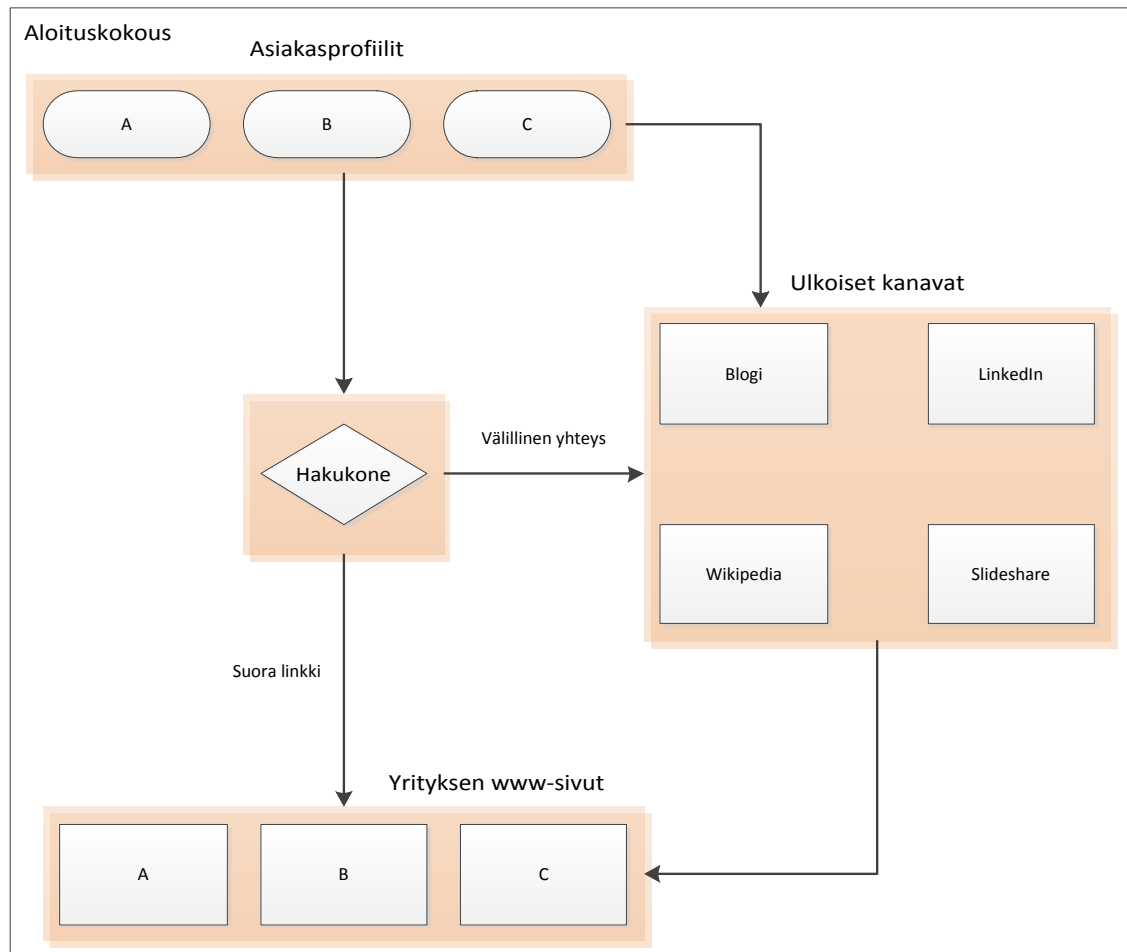 Aloituskokous
Asiakasprofiilit
A
B
C
Ulkoiset kanavat
Blogi
LinkedIn
Välillinen yhteys
Hakukone
Wikipedia
Slideshare
Suora linkki
Yrityksen www-sivut
A
B
C